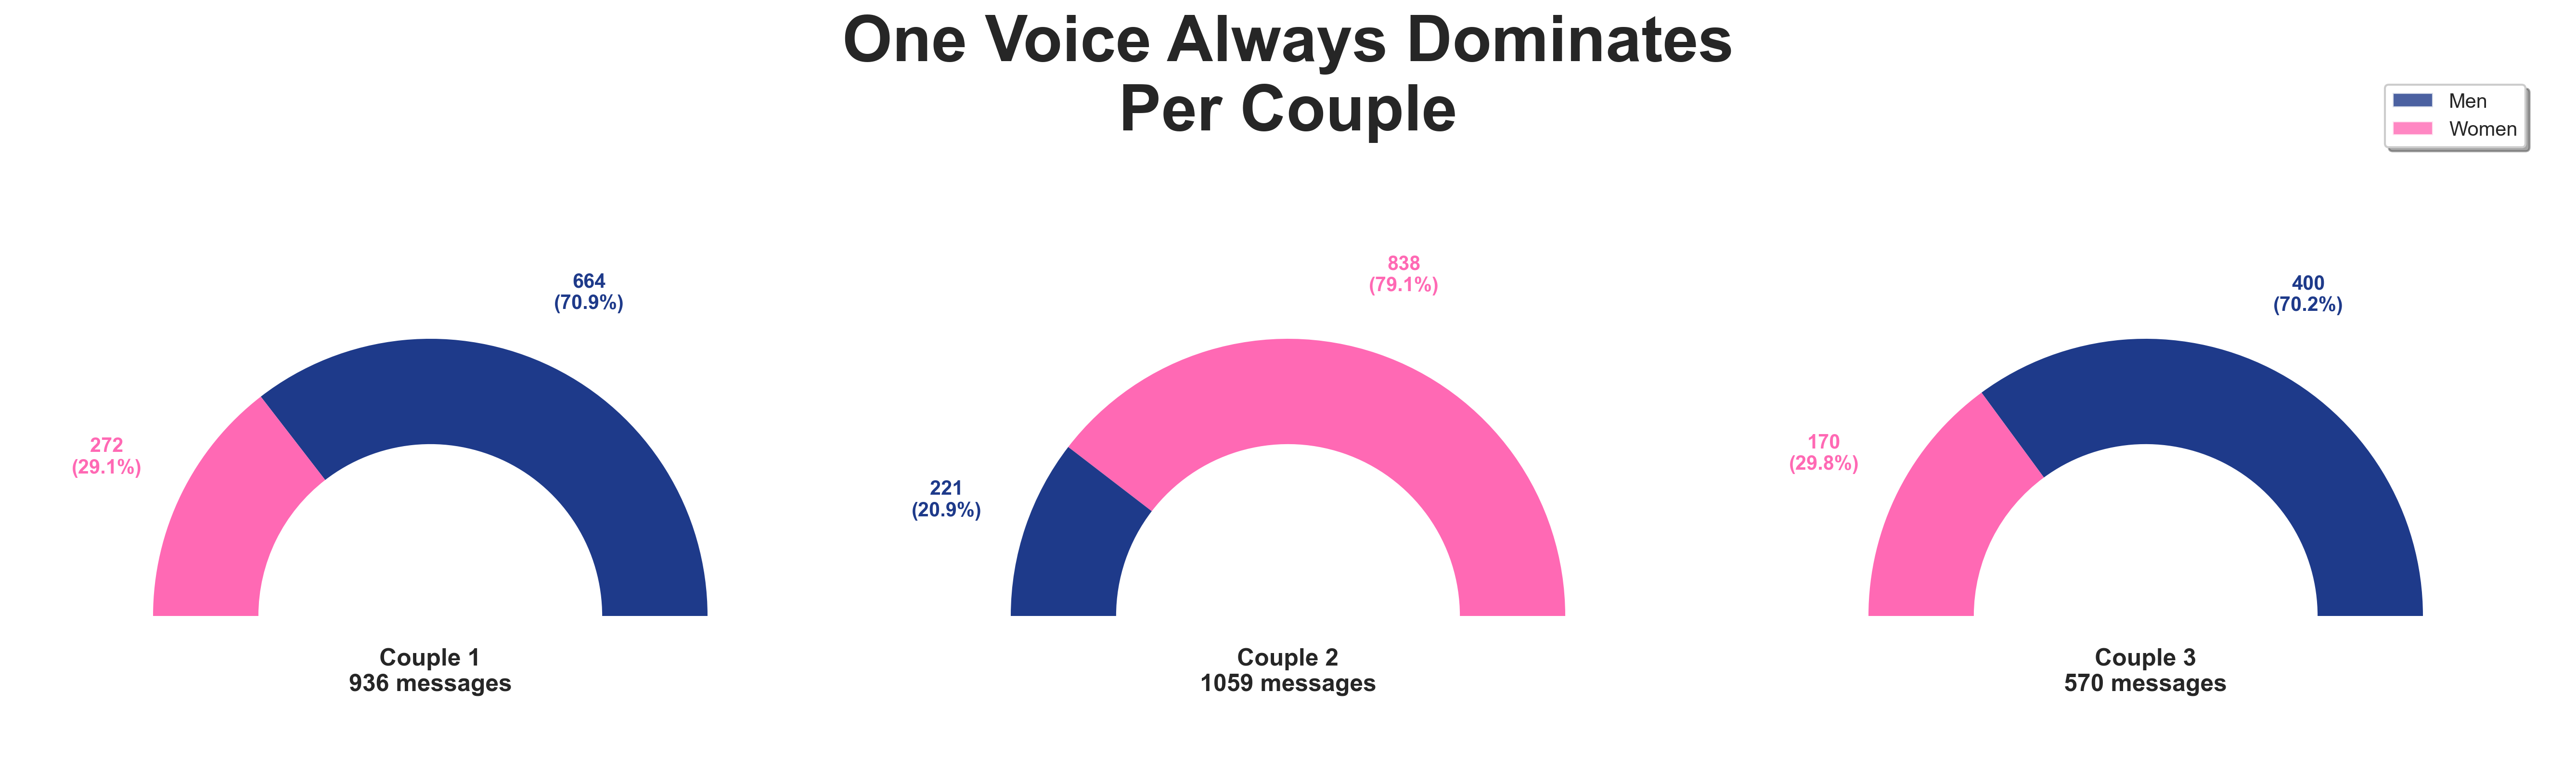 One Voice Always Dominates
Per Couple
Men
Women
664
(70.9%)
272
(29.1%)
Couple 1
936 messages
838
(79.1%)
221
(20.9%)
Couple 2
1059 messages
400
(70.2%)
170
(29.8%)
Couple 3
570 messages